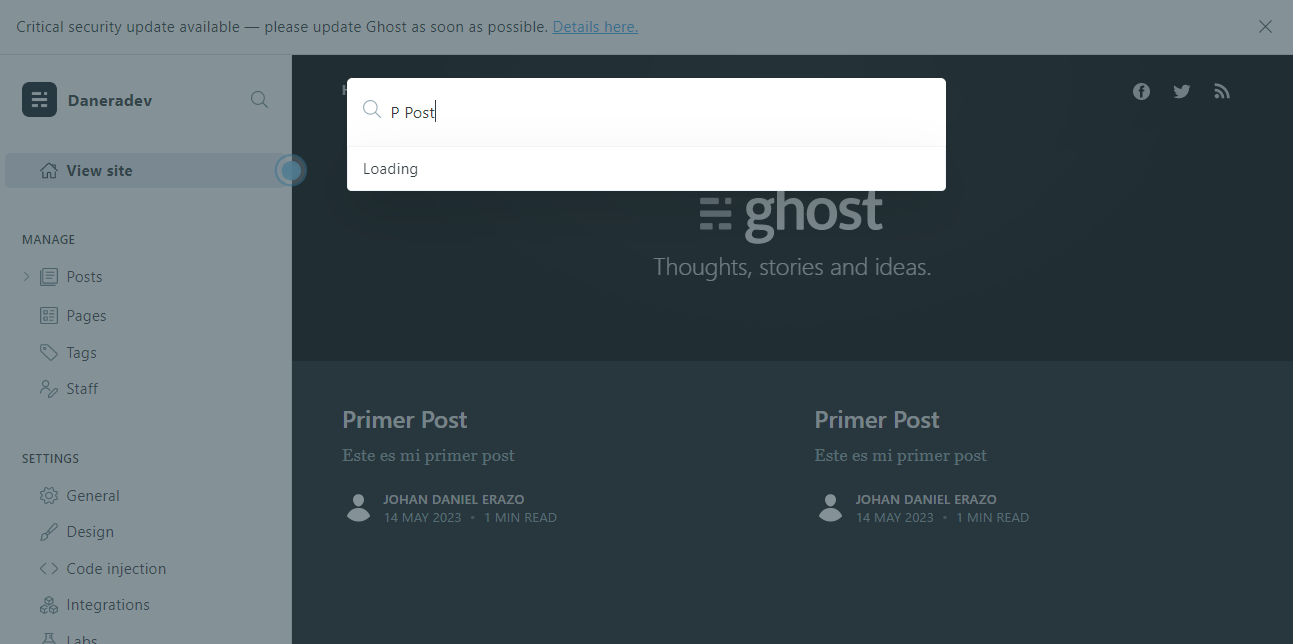 Critical security update available — please update Ghost as soon as possible. Details here.
Daneradev
P Post
Loading
View site
ghost
Thoughts, stories and ideas.
MANAGE
Posts
Pages
Tags
Staff
SETTINGS
General
Design
Code injection
Integrations
Labs
Primer Post
Este es mi primer post
JOHAN DANIEL ERAZO
14 MAY 2023 • 1 MIN READ
Primer Post
Este es mi primer post
JOHAN DANIEL ERAZO
14 MAY 2023 • 1 MIN READ